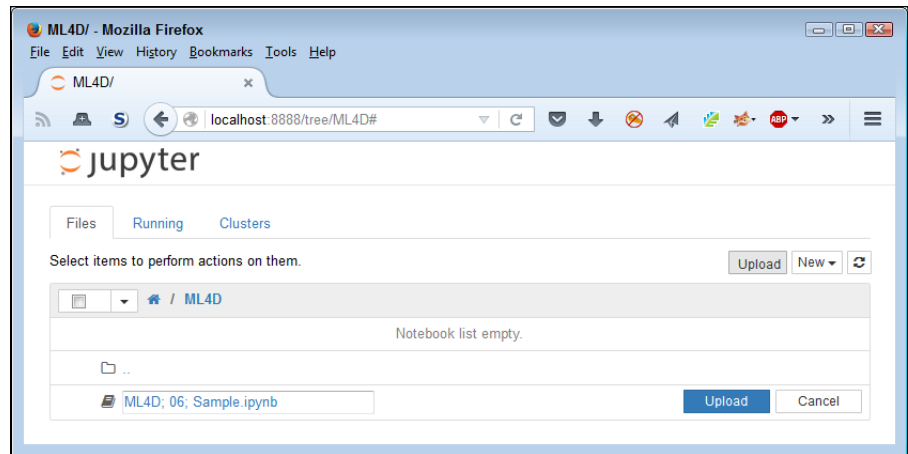 ML4D/ - Mozilla Firefox
File Edit View History Bookmarks Tools Help
ML4D/ ×
S localhost:8888/tree/ML4D# ABP »
jupyter
Files Running Clusters
Select items to perform actions on them. Upload New
/ ML4D
Notebook list empty.
..
ML4D; 06; Sample.ipynb Upload Cancel